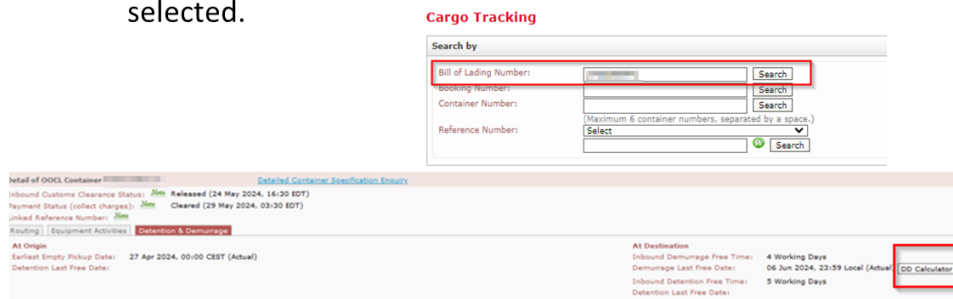 selected.
Cargo Tracking
Search by
Bill of Lading Number: Search
Booking Number: Search
Container Number: Search
(Maximum 6 container numbers, separated by a space.)
Reference Number: Select
Search
Detail of OOCL Container Detailed Container Specification Enquiry
Inbound Customs Clearance Status: New Released (24 May 2024, 16:30 EDT)
Payment Status (collect charges): New Cleared (29 May 2024, 03:30 EDT)
Linked Reference Number: New
Routing Equipment Activities Detention & Demurrage
At Origin At Destination
Earliest Empty Pickup Date: 27 Apr 2024, 00:00 CEST (Actual) Inbound Demurrage Free Time: 4 Working Days
Detention Last Free Date: Demurrage Last Free Date: 06 Jun 2024, 23:59 Local (Actual) DD Calculator
Inbound Detention Free Time: 5 Working Days
Detention Last Free Date: